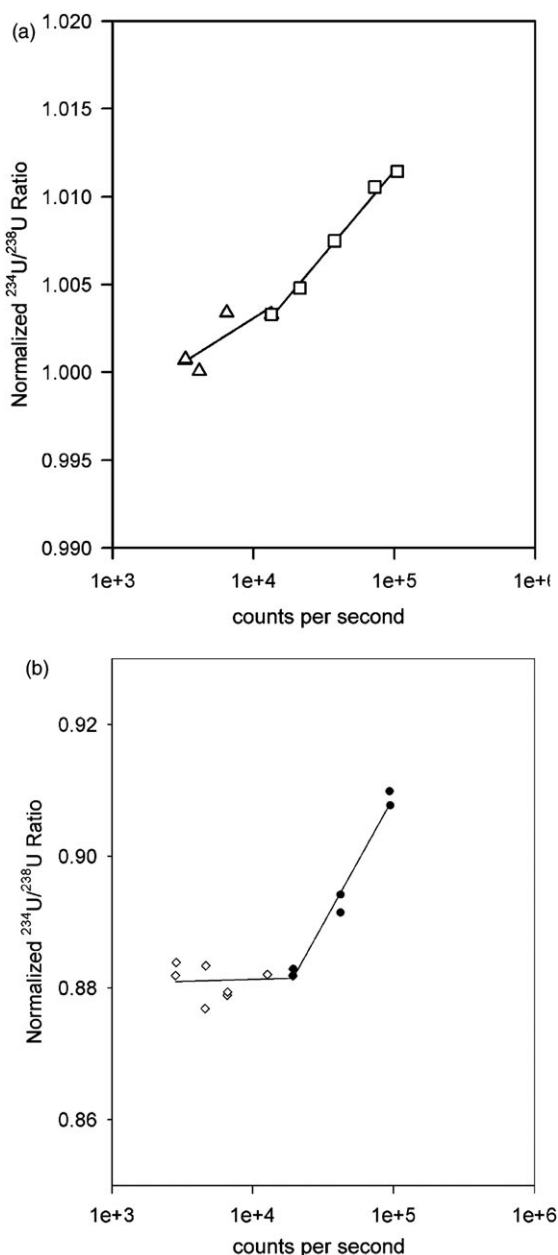 (a)
1.020
1.015
1.010
1.005
1.000
0.995
0.990
Normalized ²³⁴U/²³⁸U Ratio
1e+3 1e+4 1e+5 1e+6
counts per second
(b)
0.92
0.90
0.88
0.86
Normalized ²³⁴U/²³⁸U Ratio
1e+3 1e+4 1e+5 1e+6
counts per second